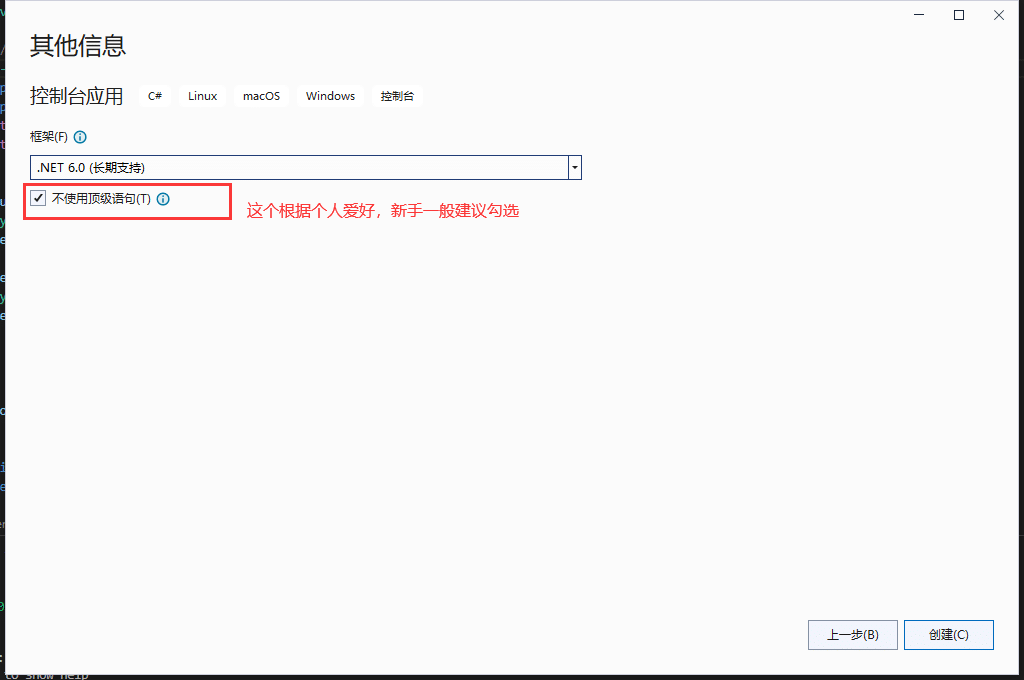 其他信息
控制台应用 C# Linux macOS Windows 控制台
框架(F)
.NET 6.0 (长期支持)
不使用顶级语句(T)
这个根据个人爱好，新手一般建议勾选
上一步(B) 创建(C)
to show help